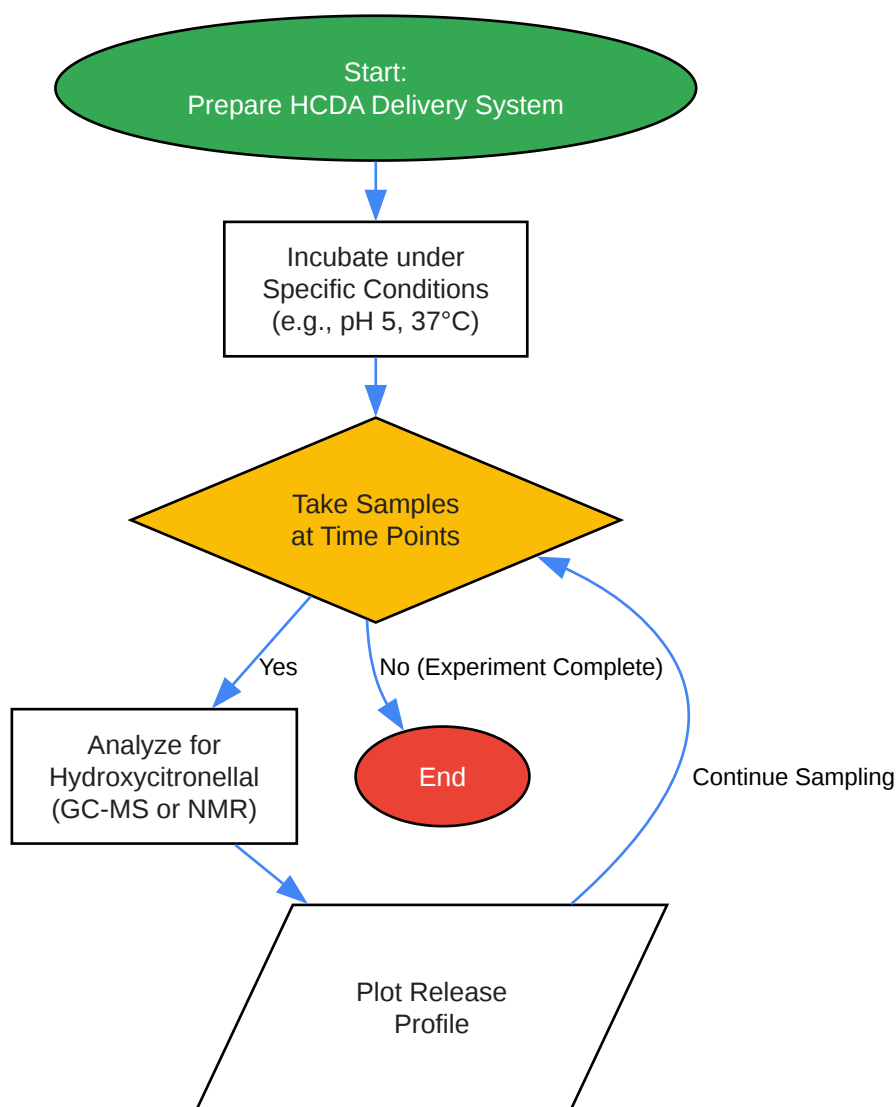 Start:
Prepare HCDA Delivery System
Incubate under
Specific Conditions
(e.g., pH 5, 37°C)
Take Samples
at Time Points
Yes
No (Experiment Complete)
Analyze for
Hydroxycitronellal
(GC-MS or NMR)
End
Continue Sampling
Plot Release
Profile